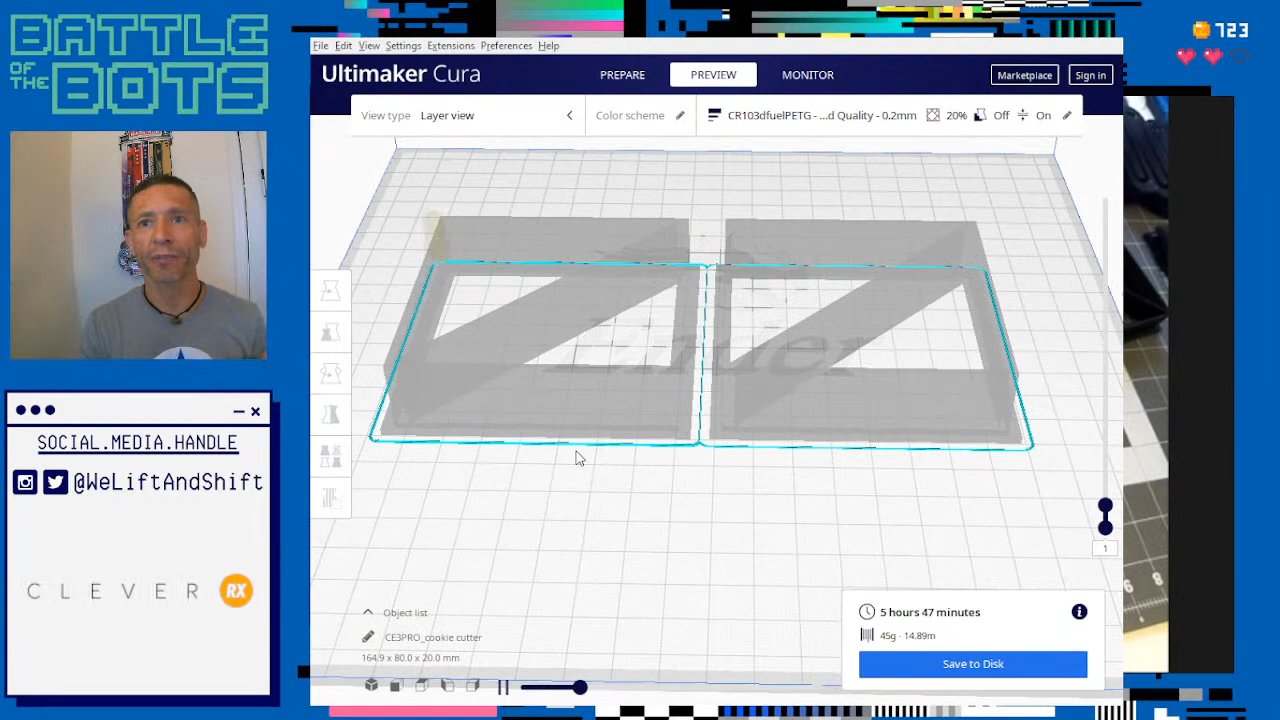 BATTLE
OF THE
BOTS
723
File Edit View Settings Extensions Preferences Help
Ultimaker Cura
PREPARE
PREVIEW
MONITOR
Marketplace
Sign in
View type Layer view
Color scheme
CR103dfuelPETG - ...d Quality - 0.2mm
20%
Off
On
SOCIAL.MEDIA.HANDLE
@WeLiftAndShift
CLEVER RX
1
Object list
CE3PRO_cookie cutter
164.9 x 80.0 x 20.0 mm
5 hours 47 minutes
45g · 14.89m
Save to Disk
6 8